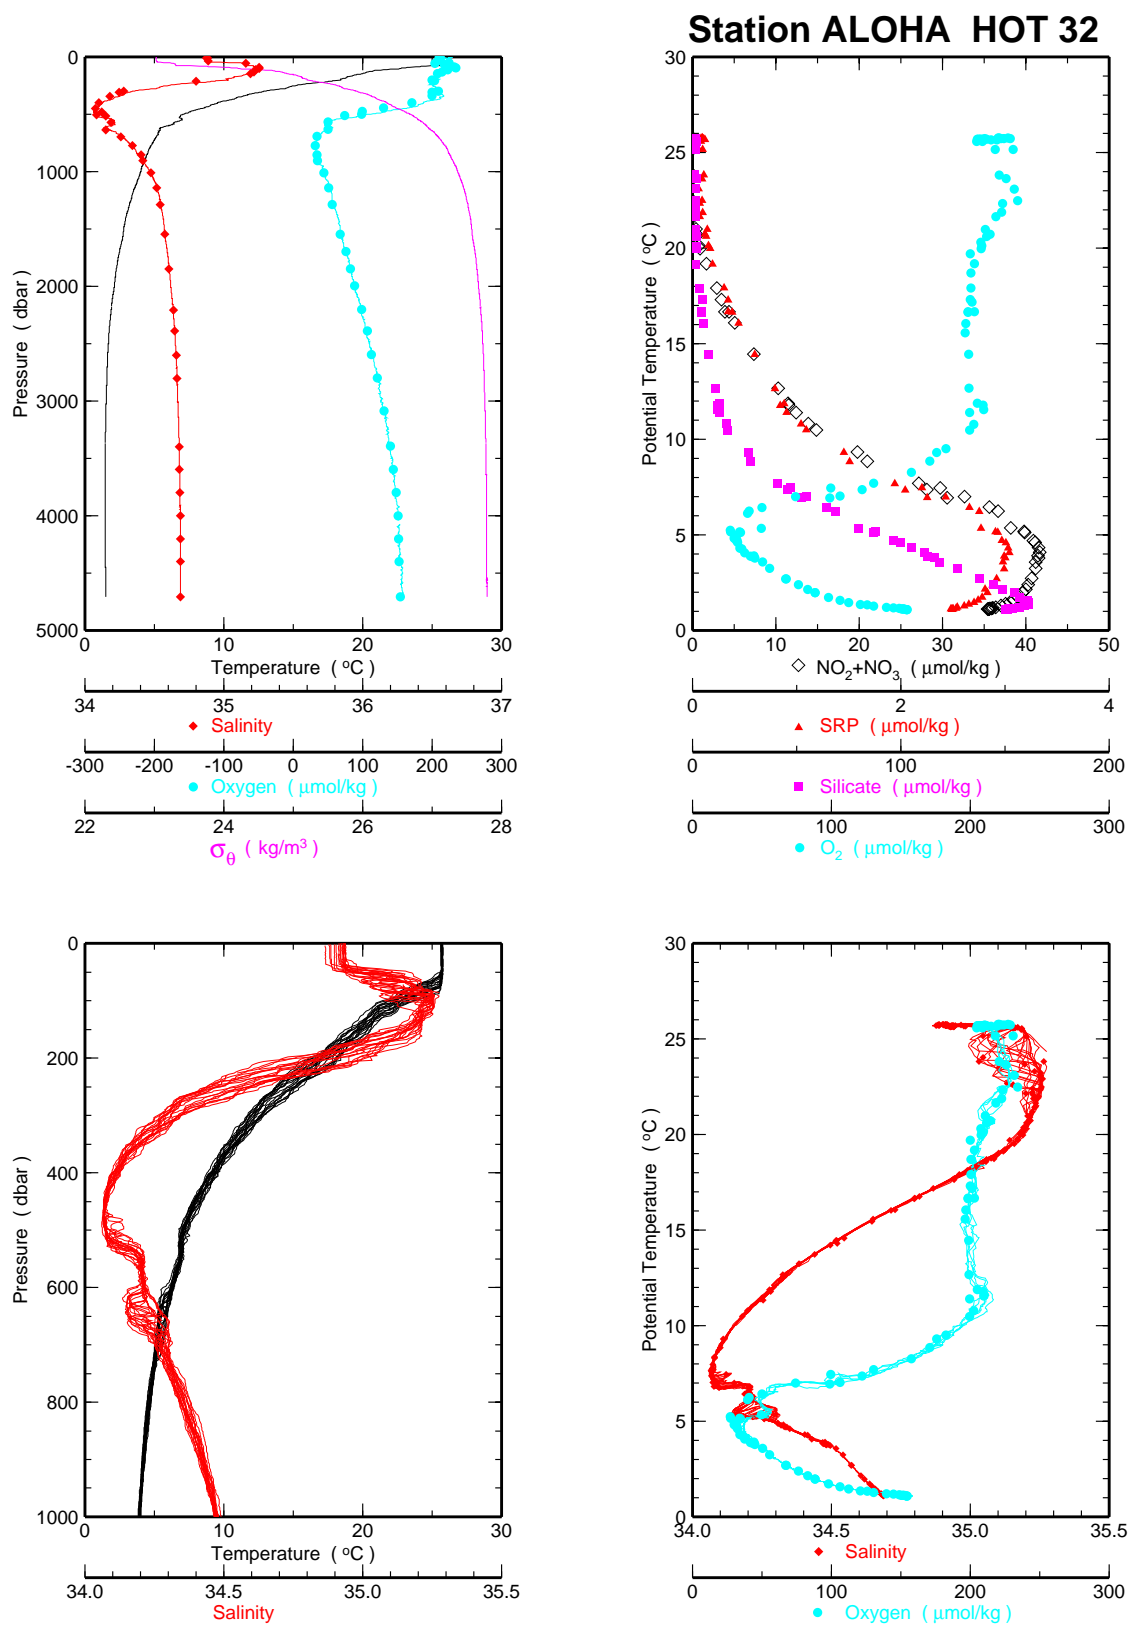 Station ALOHA HOT 32
0
1000
2000
3000
4000
5000
Pressure ( dbar )
0 10 20 30
Temperature ( °C )
34 35 36 37
Salinity
-300 -200 -100 0 100 200 300
Oxygen ( µmol/kg )
22 24 26 28
σθ ( kg/m³ )
30
25
20
15
10
5
0
Potential Temperature ( °C )
0 10 20 30 40 50
NO₂+NO₃ ( µmol/kg )
0 2 4
SRP ( µmol/kg )
0 100 200
Silicate ( µmol/kg )
0 100 200 300
O₂ ( µmol/kg )
0
200
400
600
800
1000
Pressure ( dbar )
0 10 20 30
Temperature ( °C )
34.0 34.5 35.0 35.5
Salinity
30
25
20
15
10
5
0
Potential Temperature ( °C )
34.0 34.5 35.0 35.5
Salinity
0 100 200 300
Oxygen ( µmol/kg )